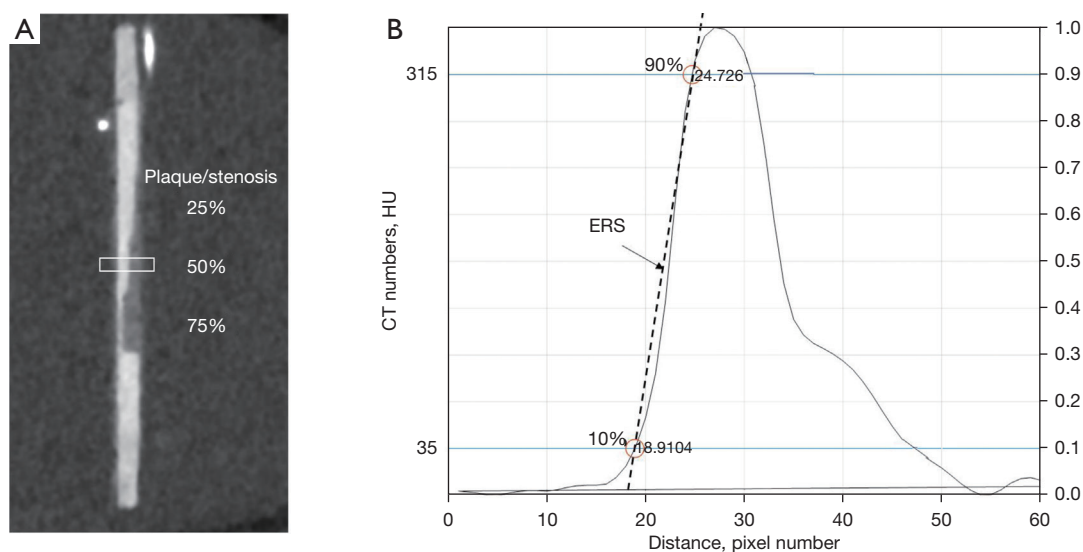 A
Plaque/stenosis
25%
50%
75%
B
315
35
CT numbers, HU
90%
24.726
ERS
10%
18.9104
1.0
0.9
0.8
0.7
0.6
0.5
0.4
0.3
0.2
0.1
0.0
0 10 20 30 40 50 60
Distance, pixel number